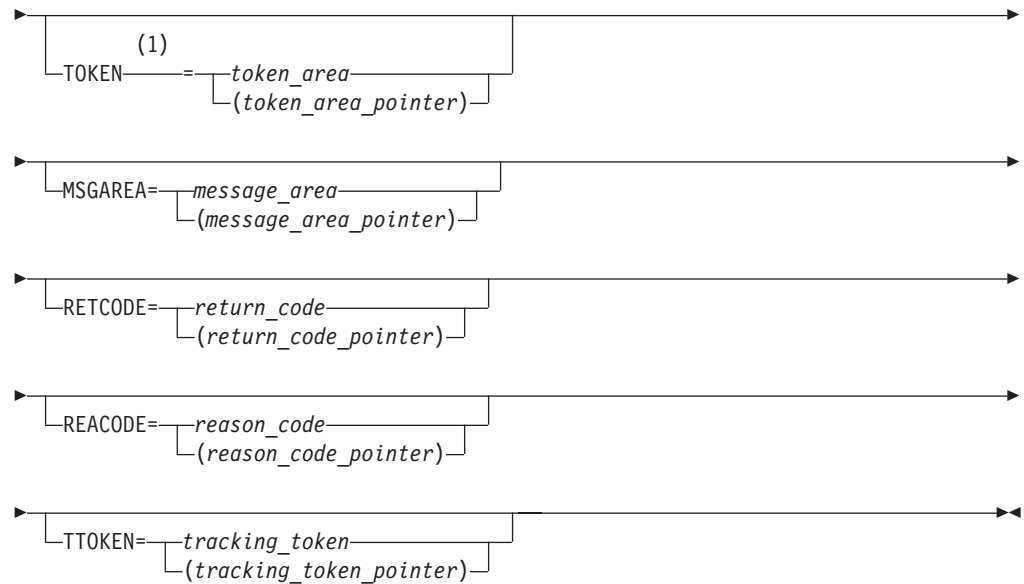 (1)
TOKEN = token_area
(token_area_pointer)
MSGAREA= message_area
(message_area_pointer)
RETCODE= return_code
(return_code_pointer)
REACODE= reason_code
(reason_code_pointer)
TTOKEN= tracking_token
(tracking_token_pointer)